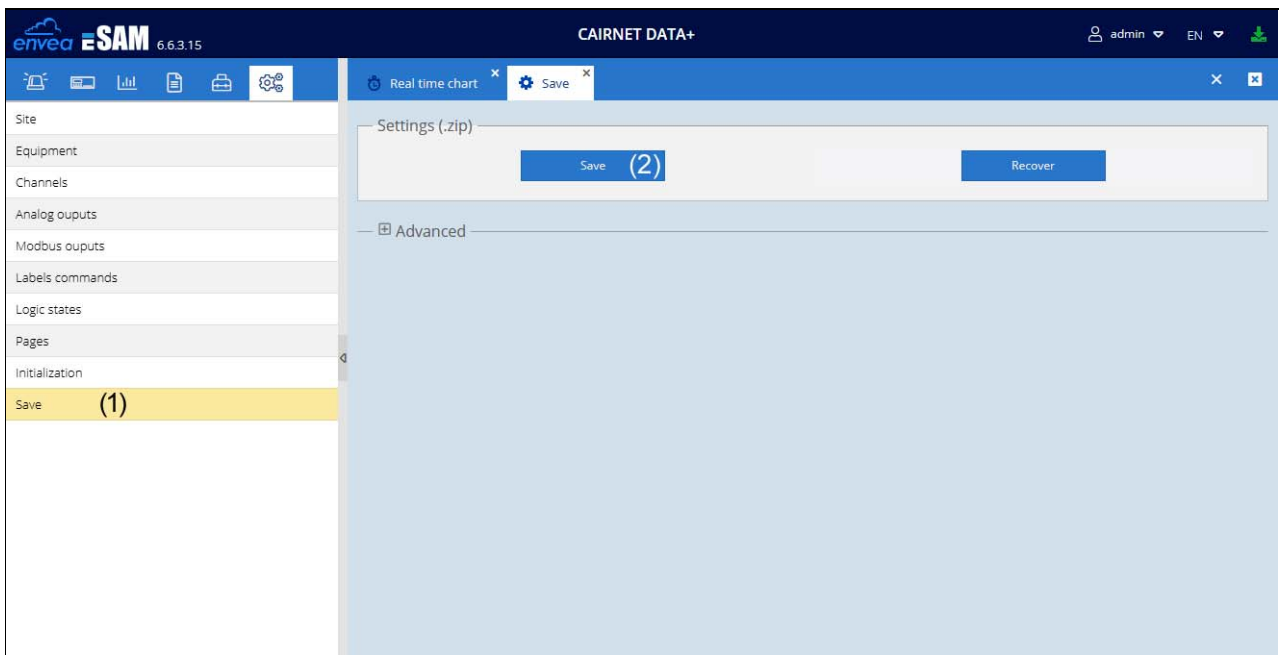 envea eSAM 6.6.3.15
CAIRNET DATA+
admin
EN
Real time chart
Save
Site
Equipment
Channels
Analog ouputs
Modbus ouputs
Labels commands
Logic states
Pages
Initialization
Save (1)
Settings (.zip)
Save (2)
Recover
Advanced